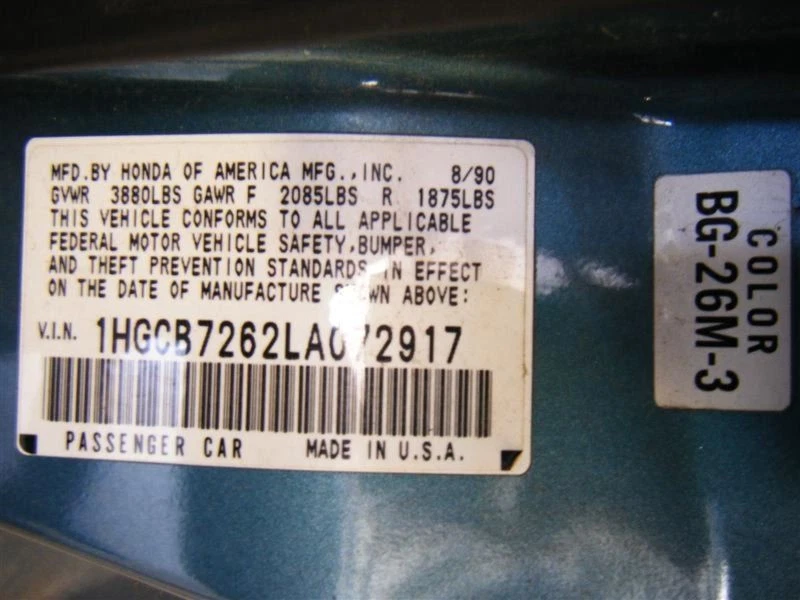 MFD.BY HONDA OF AMERICA MFG.,INC. 8/90
GVWR 3880LBS GAWR F 2085LBS R 1875LBS
THIS VEHICLE CONFORMS TO ALL APPLICABLE
FEDERAL MOTOR VEHICLE SAFETY,BUMPER,
AND THEFT PREVENTION STANDARDS IN EFFECT
ON THE DATE OF MANUFACTURE SHOWN ABOVE:
V.I.N. 1HGCB7262LA072917
PASSENGER CAR MADE IN U.S.A.
COLOR
BG-26M-3